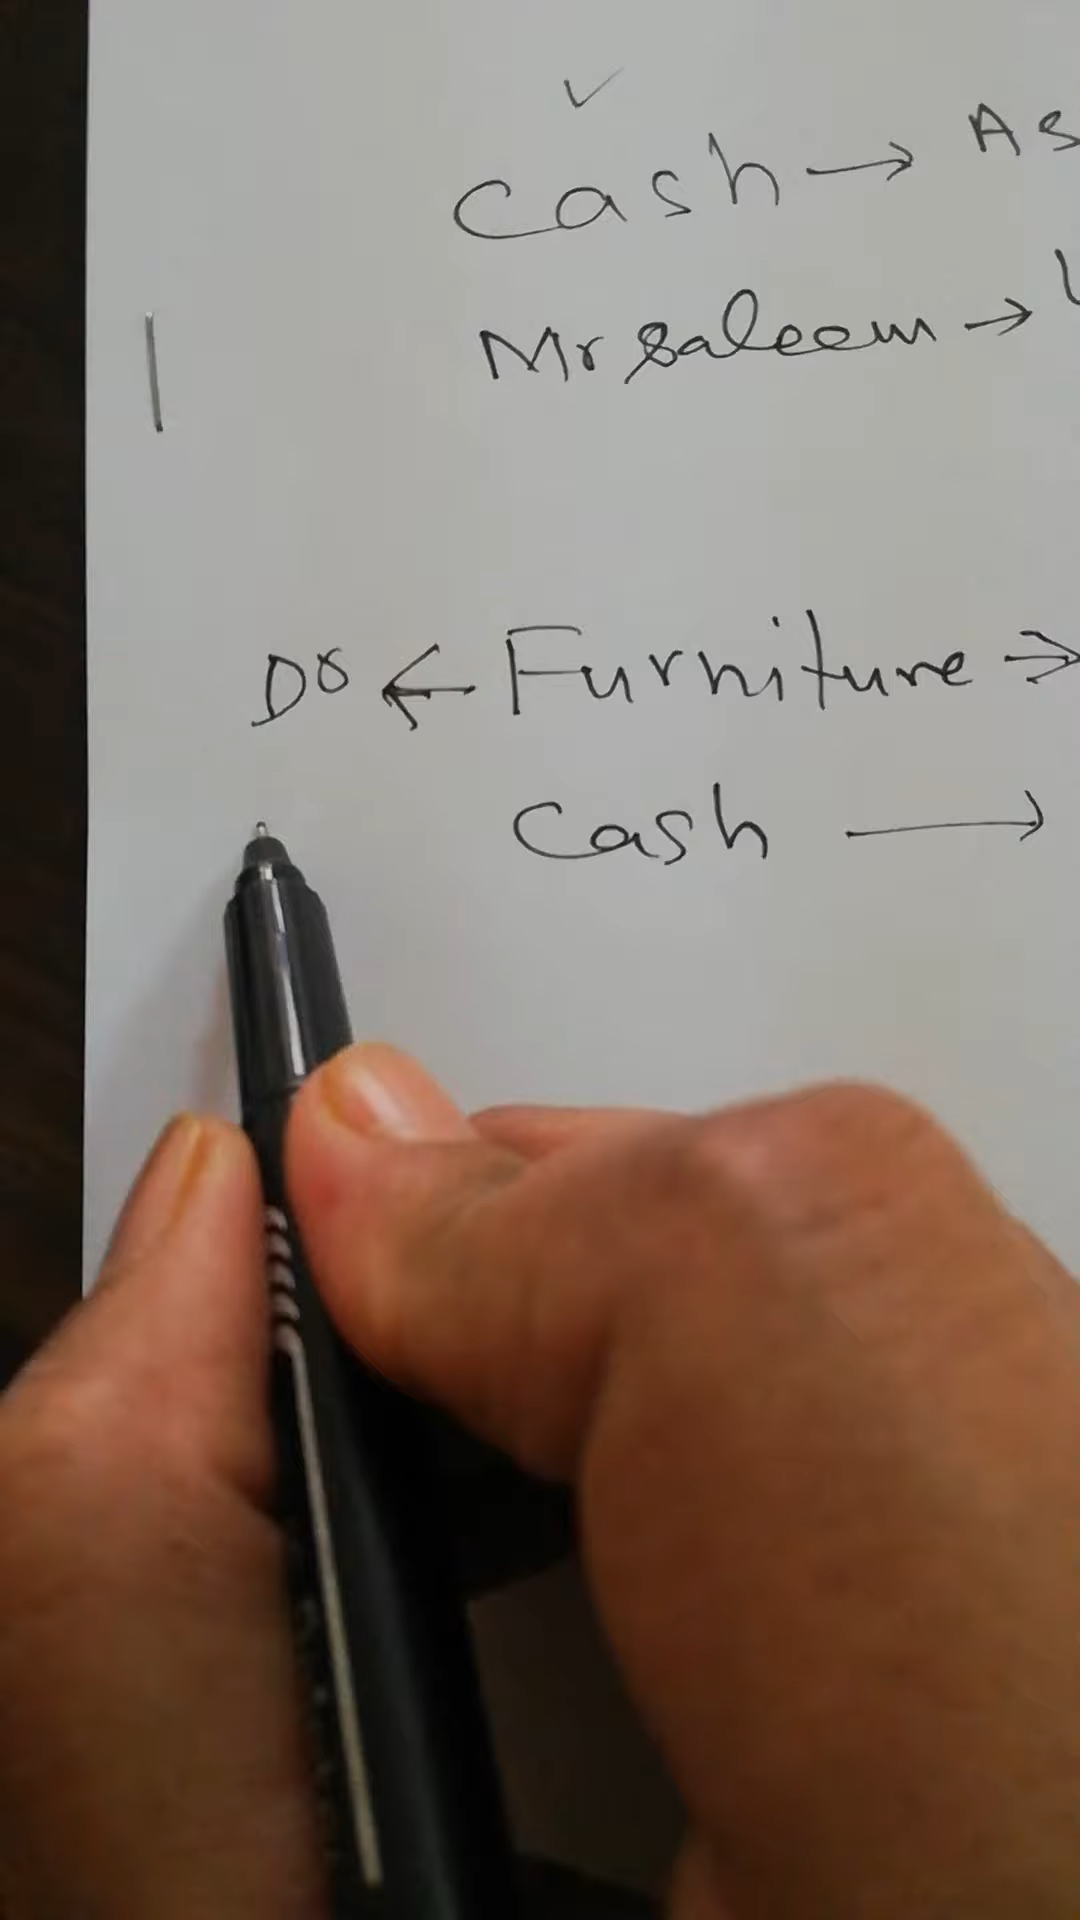 Cash → As
Mr Saleem →
Dr ← Furniture →
Cash →